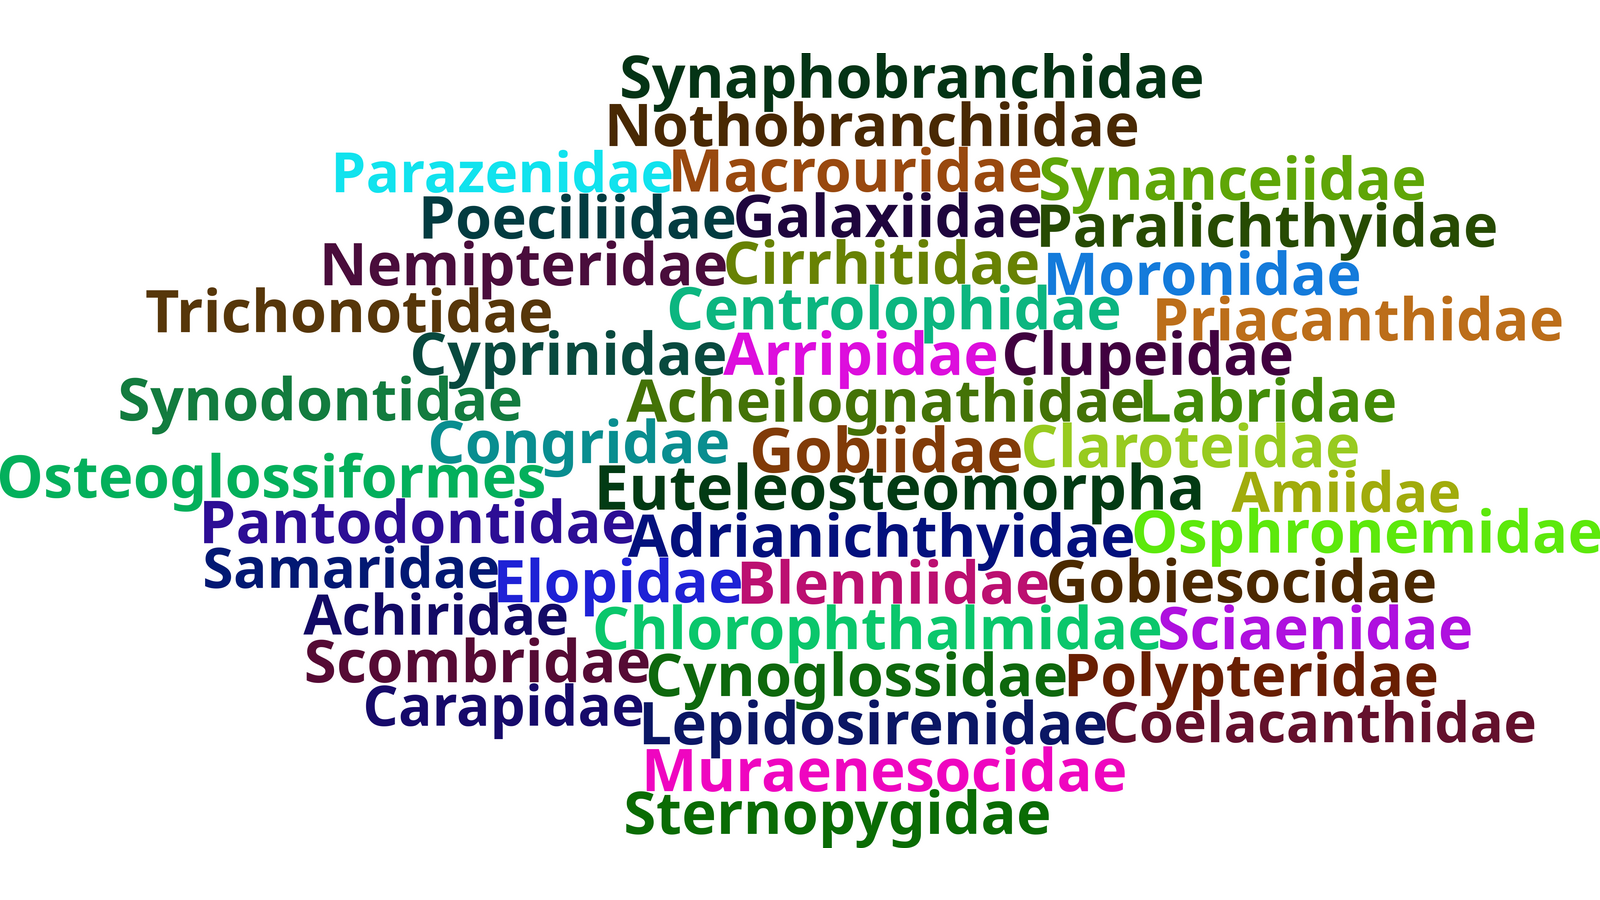 Synaphobranchidae
Nothobranchiidae
Parazenidae Macrouridae Synanceiidae
Poeciliidae Galaxiidae Paralichthyidae
Nemipteridae Cirrhitidae Moronidae
Trichonotidae Centrolophidae Priacanthidae
Cyprinidae Arripidae Clupeidae
Synodontidae Acheilognathidae Labridae
Congridae Gobiidae Claroteidae
Osteoglossiformes Euteleosteomorpha Amiidae
Pantodontidae Adrianichthyidae Osphronemidae
Samaridae Elopidae Blenniidae Gobiesocidae
Achiridae Chlorophthalmidae Sciaenidae
Scombridae Cynoglossidae Polypteridae
Carapidae Lepidosirenidae Coelacanthidae
Muraenesocidae
Sternopygidae